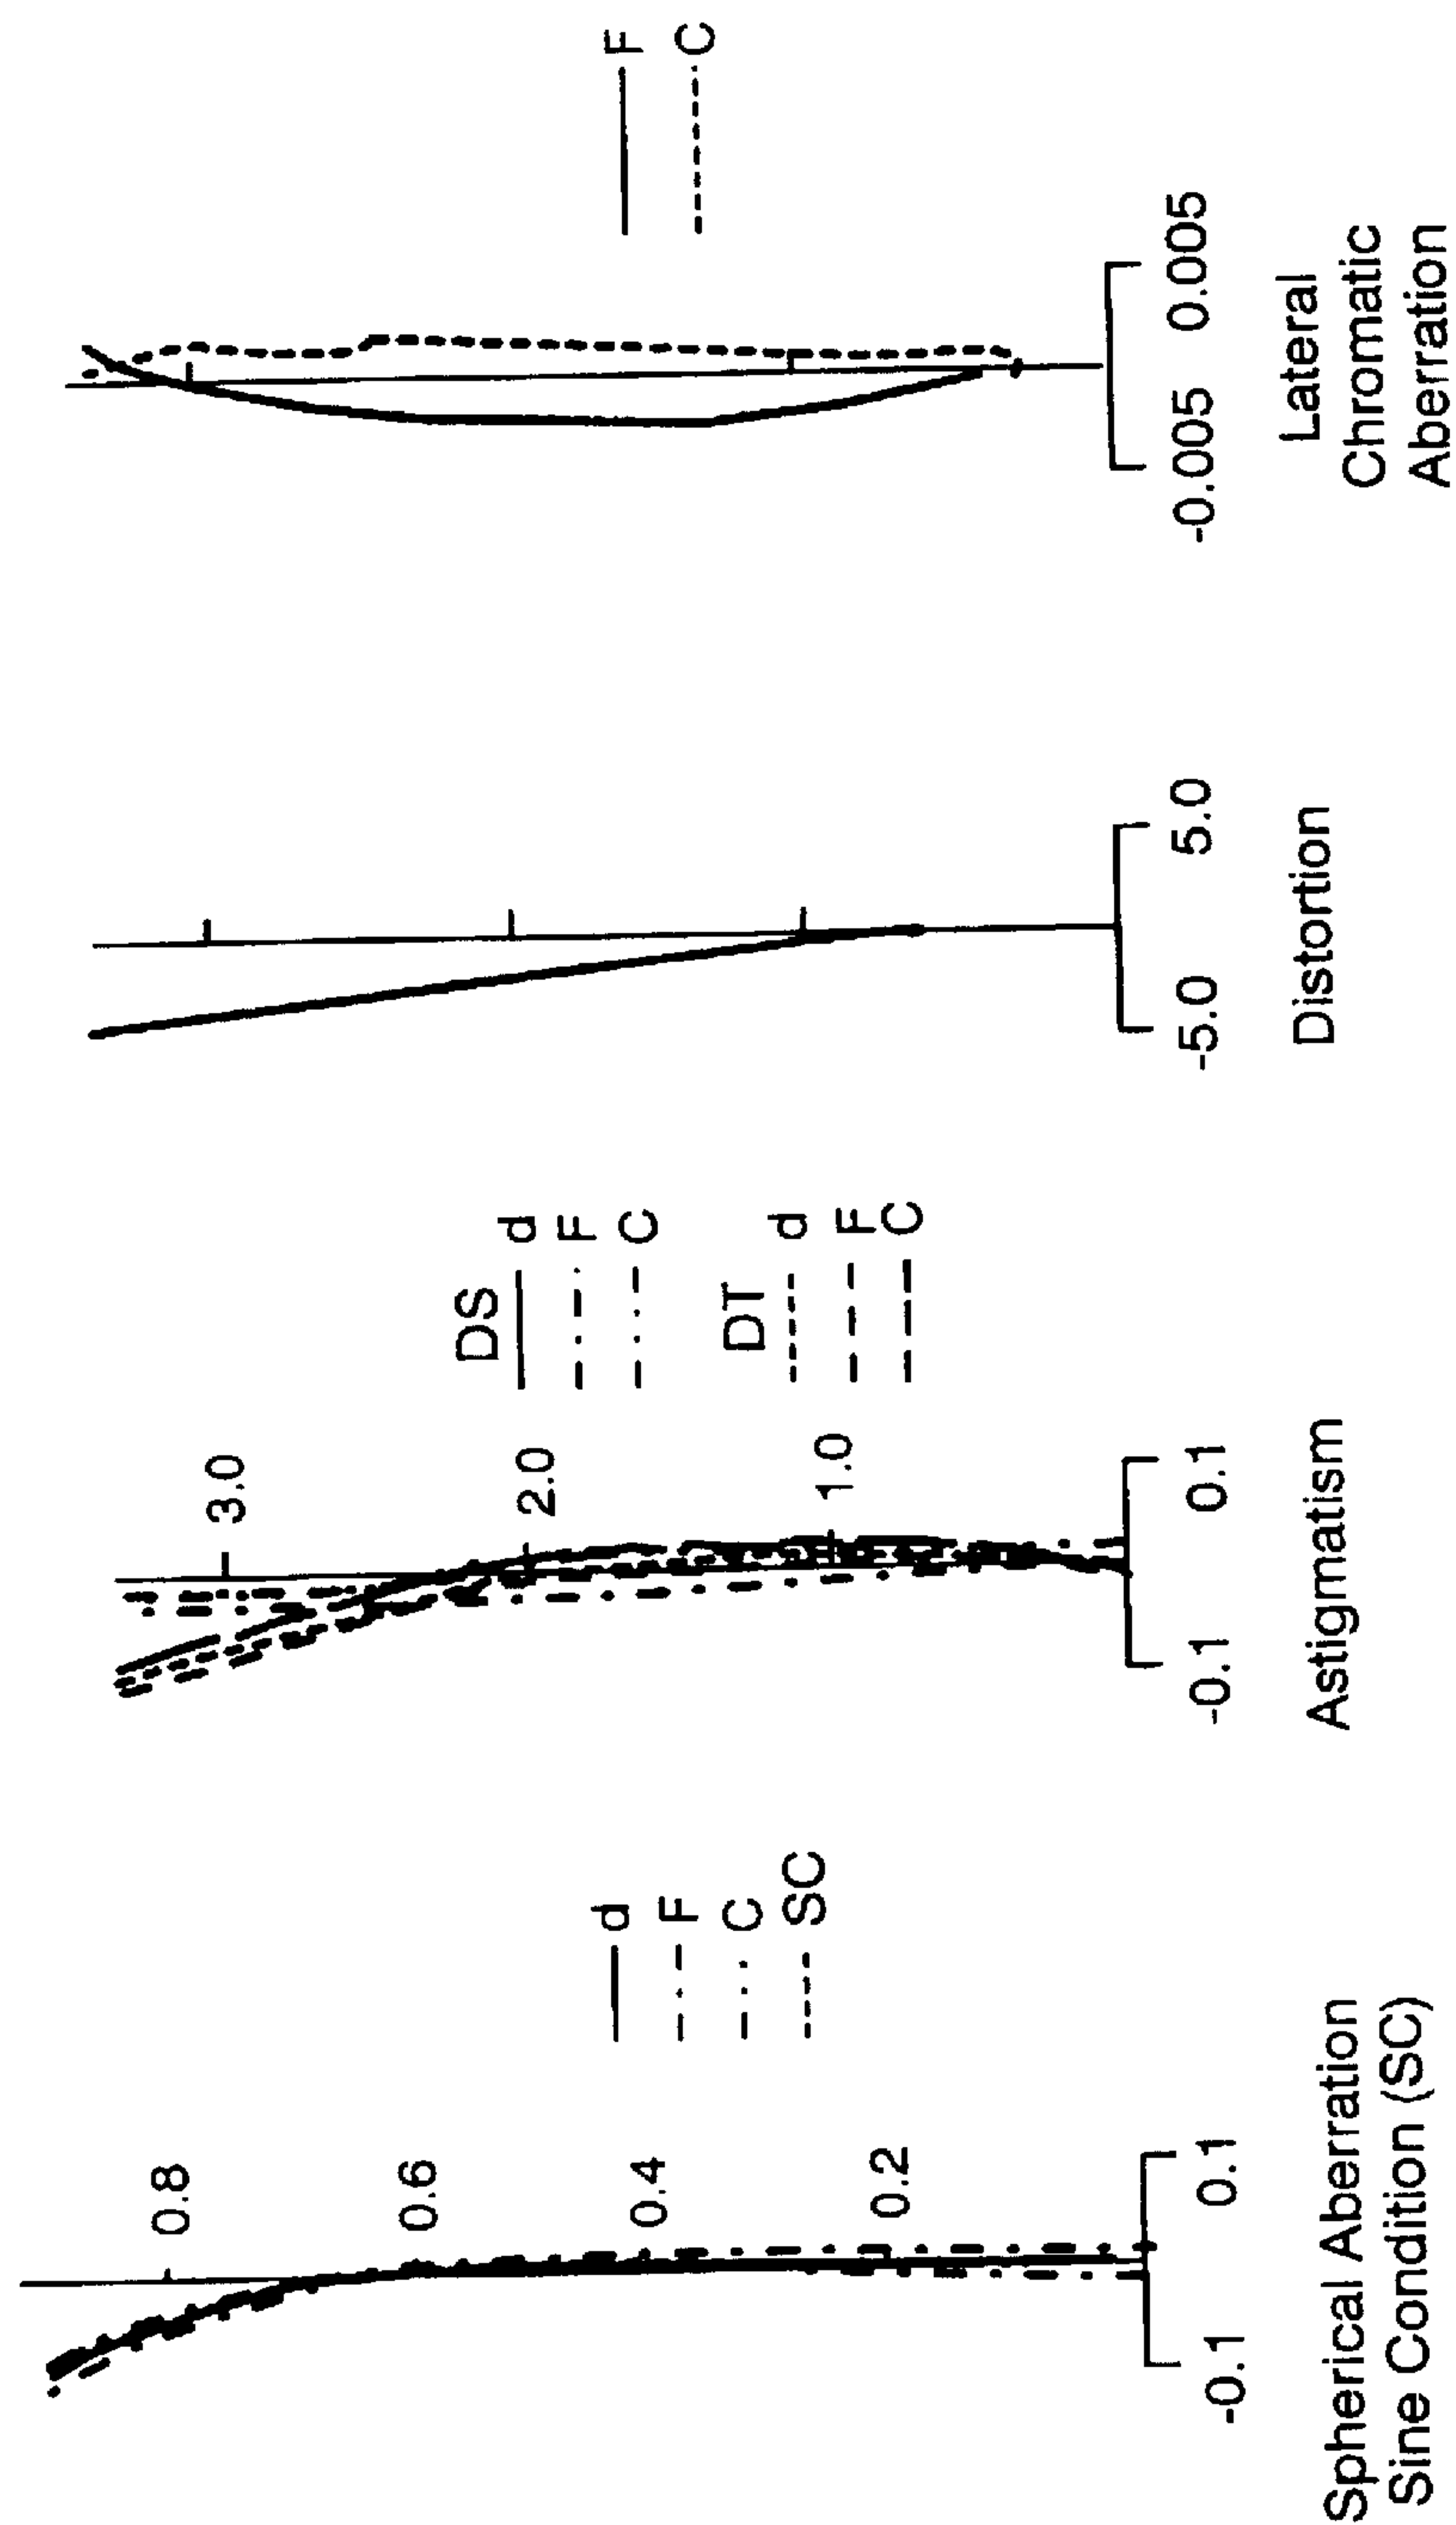 0.8
0.6
0.4
0.2
-0.1
0.1
Spherical Aberration
Sine Condition (SC)
d
F
C
SC
3.0
2.0
1.0
-0.1
0.1
Astigmatism
DS
d
F
C
DT
d
F
C
-5.0
5.0
Distortion
-0.005
0.005
Lateral
Chromatic
Aberration
F
C